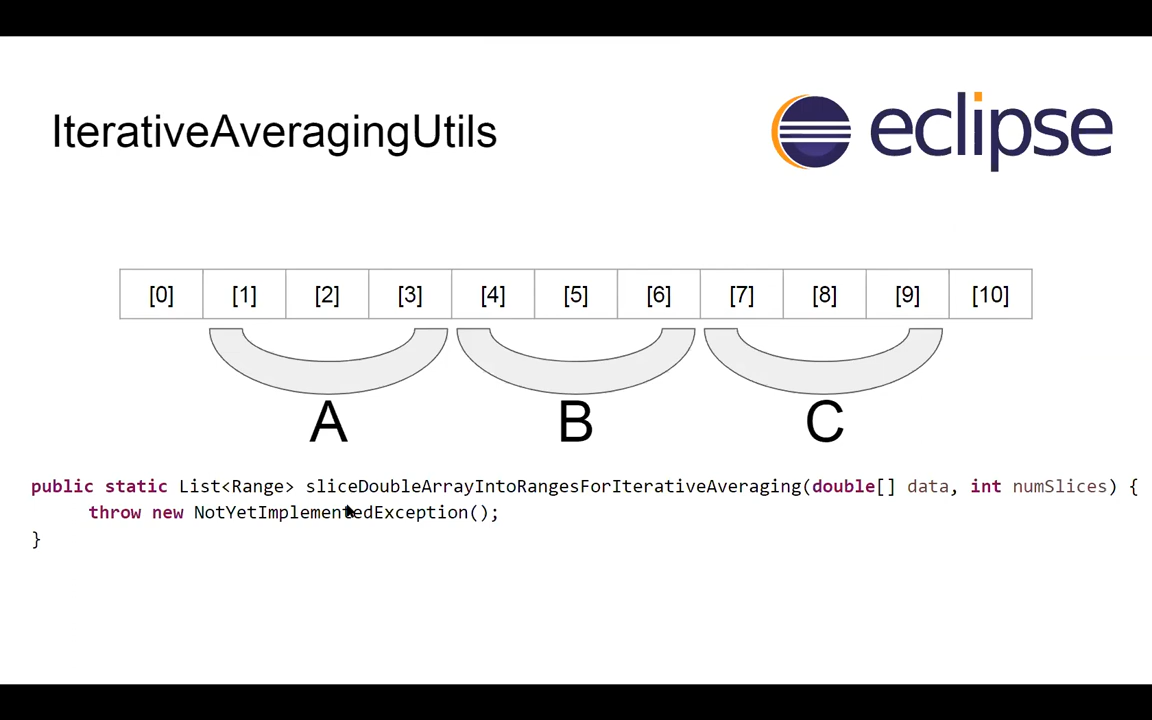 IterativeAveragingUtils
eclipse
[0] [1] [2] [3] [4] [5] [6] [7] [8] [9] [10]
A B C
public static List<Range> sliceDoubleArrayIntoRangesForIterativeAveraging(double[] data, int numSlices) {
throw new NotYetImplementedException();
}